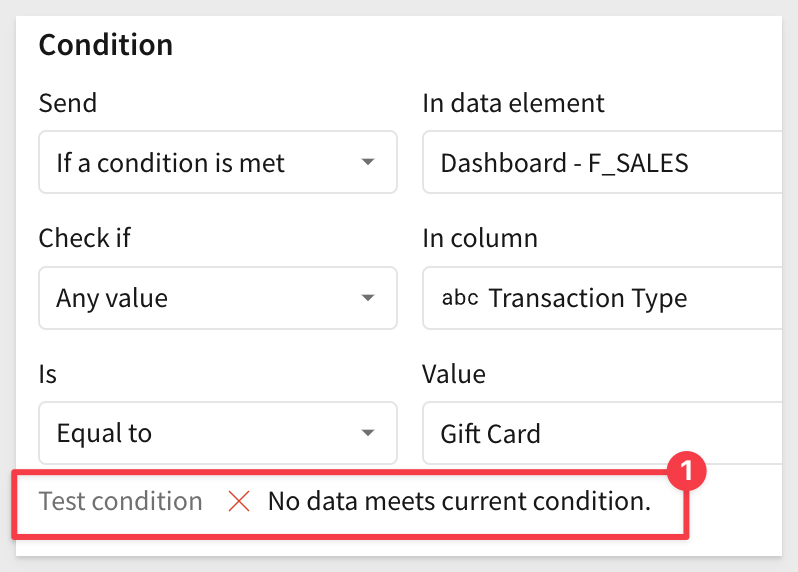 Condition
Send
In data element
If a condition is met
Dashboard - F_SALES
Check if
In column
Any value
abc Transaction Type
Is
Value
Equal to
Gift Card
1
Test condition No data meets current condition.